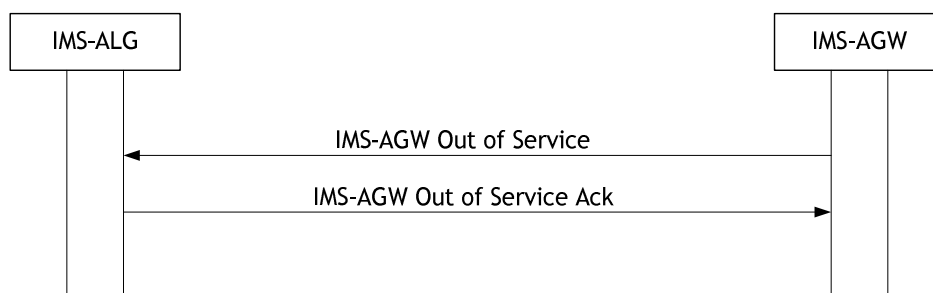 IMS-ALG
IMS-AGW
IMS-AGW Out of Service
IMS-AGW Out of Service Ack